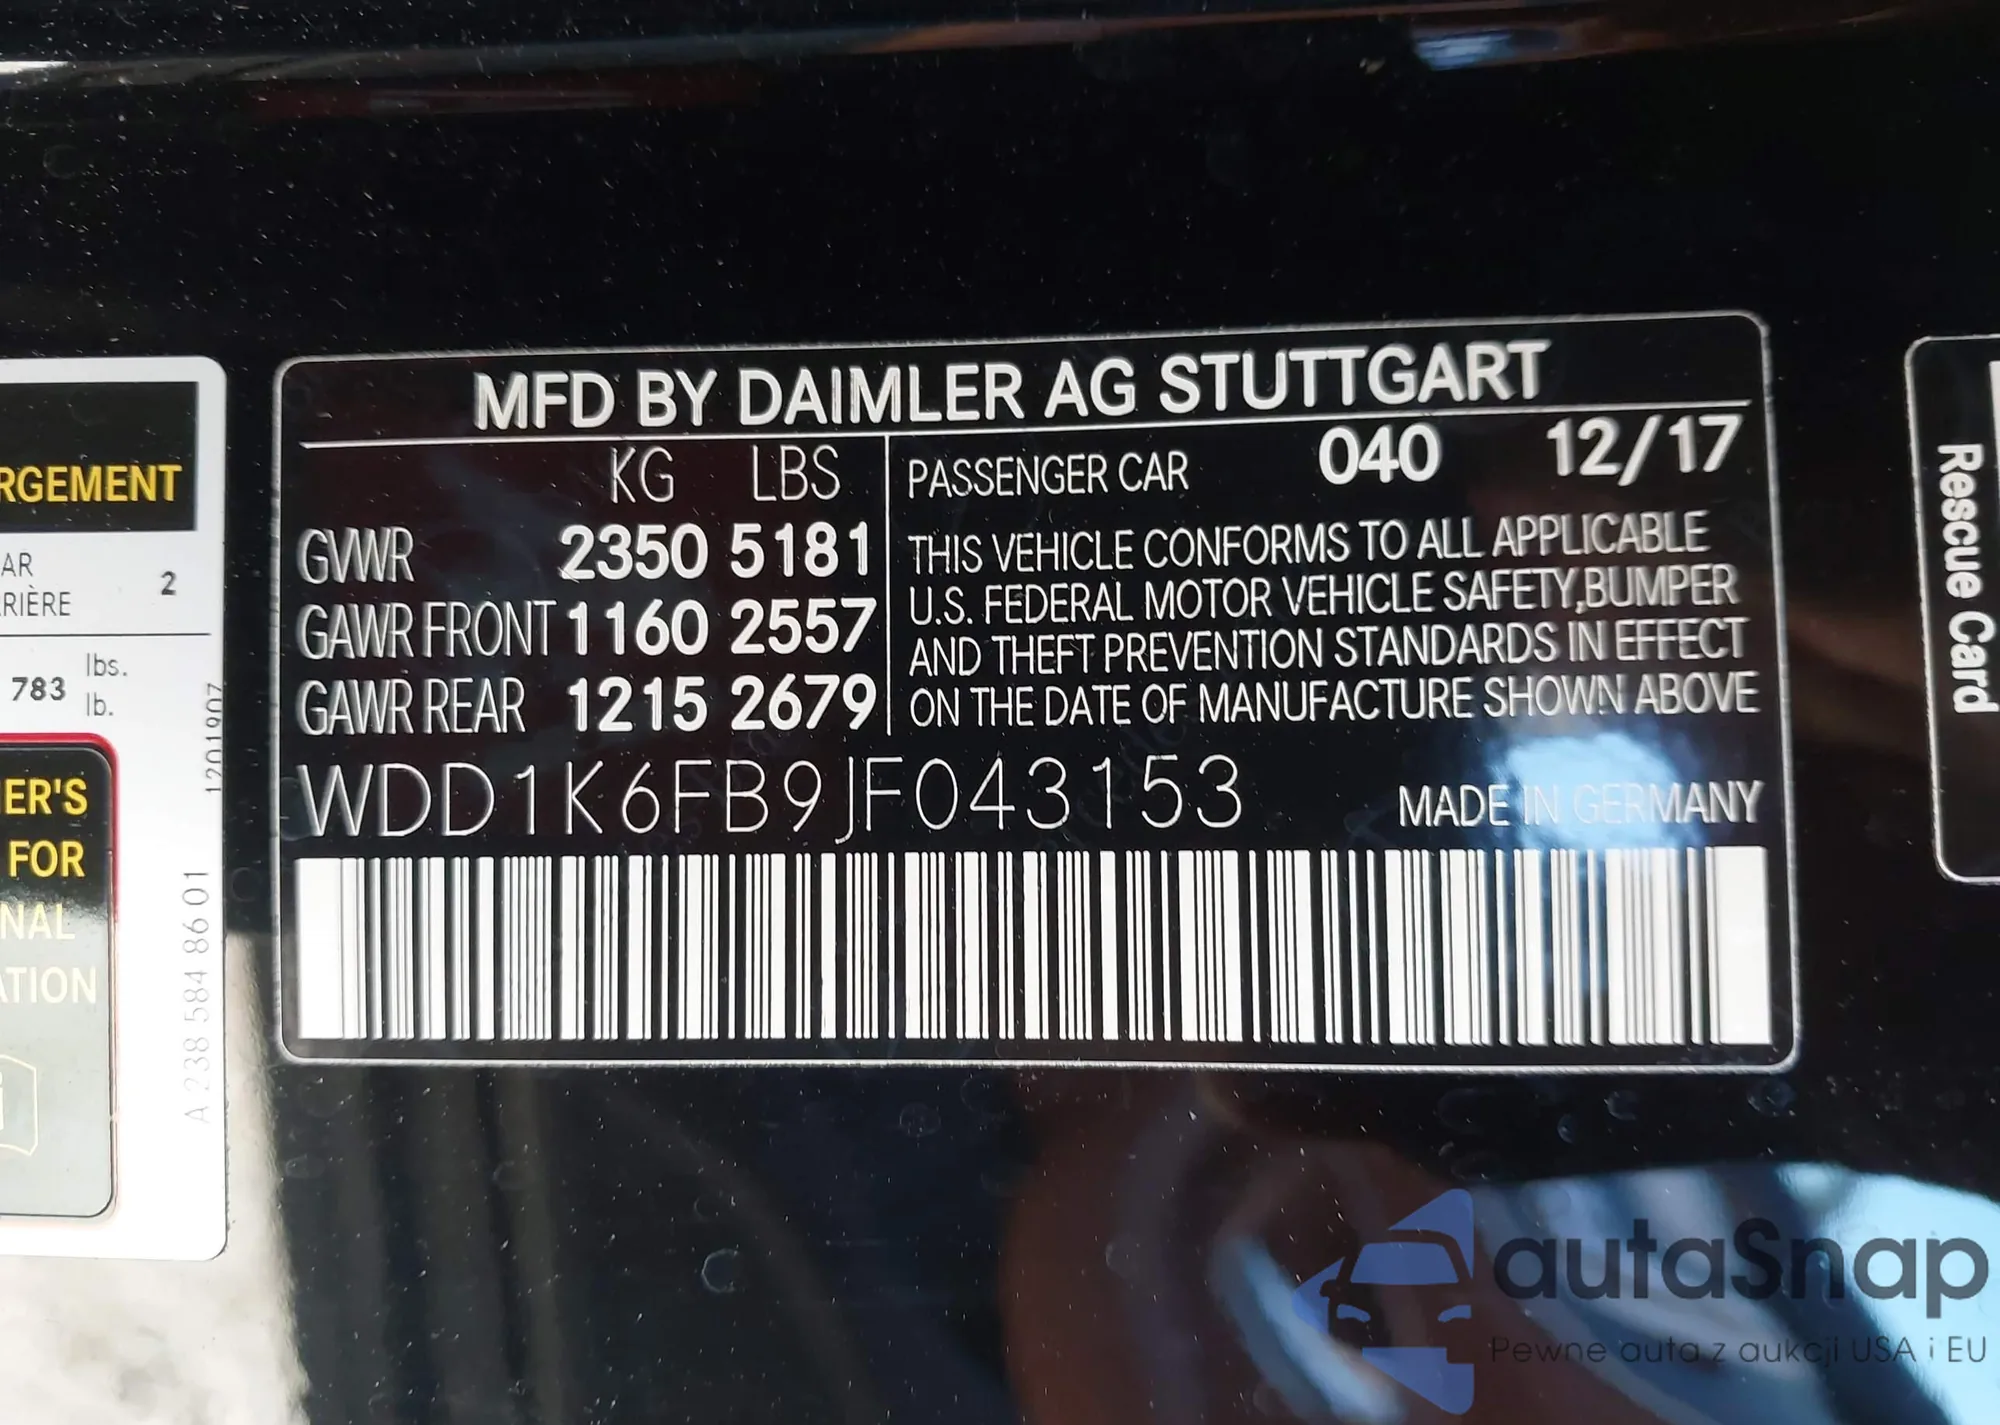 RGEMENT
AR
RIÈRE
2
783 lbs.
lb.
1201907
A 238 584 86 01
ER'S
FOR
NAL
ATION
i
MFD BY DAIMLER AG STUTTGART
KG LBS
GVWR 2350 5181
GAWR FRONT 1160 2557
GAWR REAR 1215 2679
PASSENGER CAR 040 12/17
THIS VEHICLE CONFORMS TO ALL APPLICABLE
U.S. FEDERAL MOTOR VEHICLE SAFETY,BUMPER
AND THEFT PREVENTION STANDARDS IN EFFECT
ON THE DATE OF MANUFACTURE SHOWN ABOVE
WDD1K6FB9JF043153
MADE IN GERMANY
Rescue Card
autaSnap
Pewne auta z aukcji USA i EU